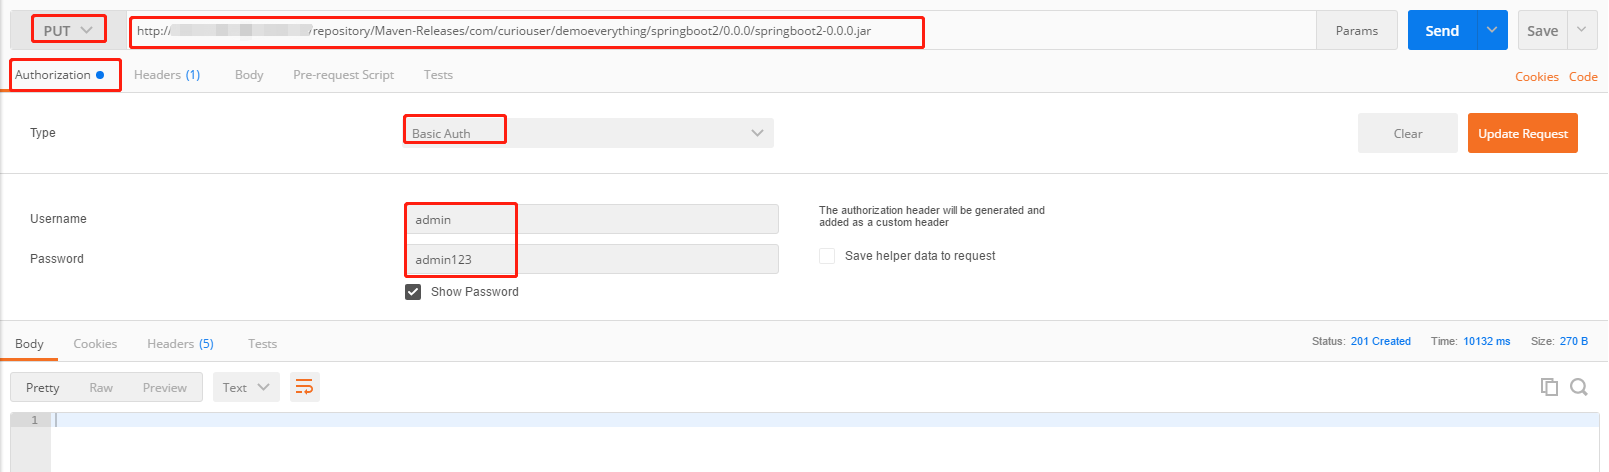 PUT http:// /repository/Maven-Releases/com/curiouser/demoeverything/springboot2/0.0.0/springboot2-0.0.0.jar Params Send Save
Authorization Headers (1) Body Pre-request Script Tests Cookies Code
Type Basic Auth Clear Update Request
Username admin The authorization header will be generated and
added as a custom header
Password admin123 Save helper data to request
Show Password
Body Cookies Headers (5) Tests Status: 201 Created Time: 10132 ms Size: 270 B
Pretty Raw Preview Text
1